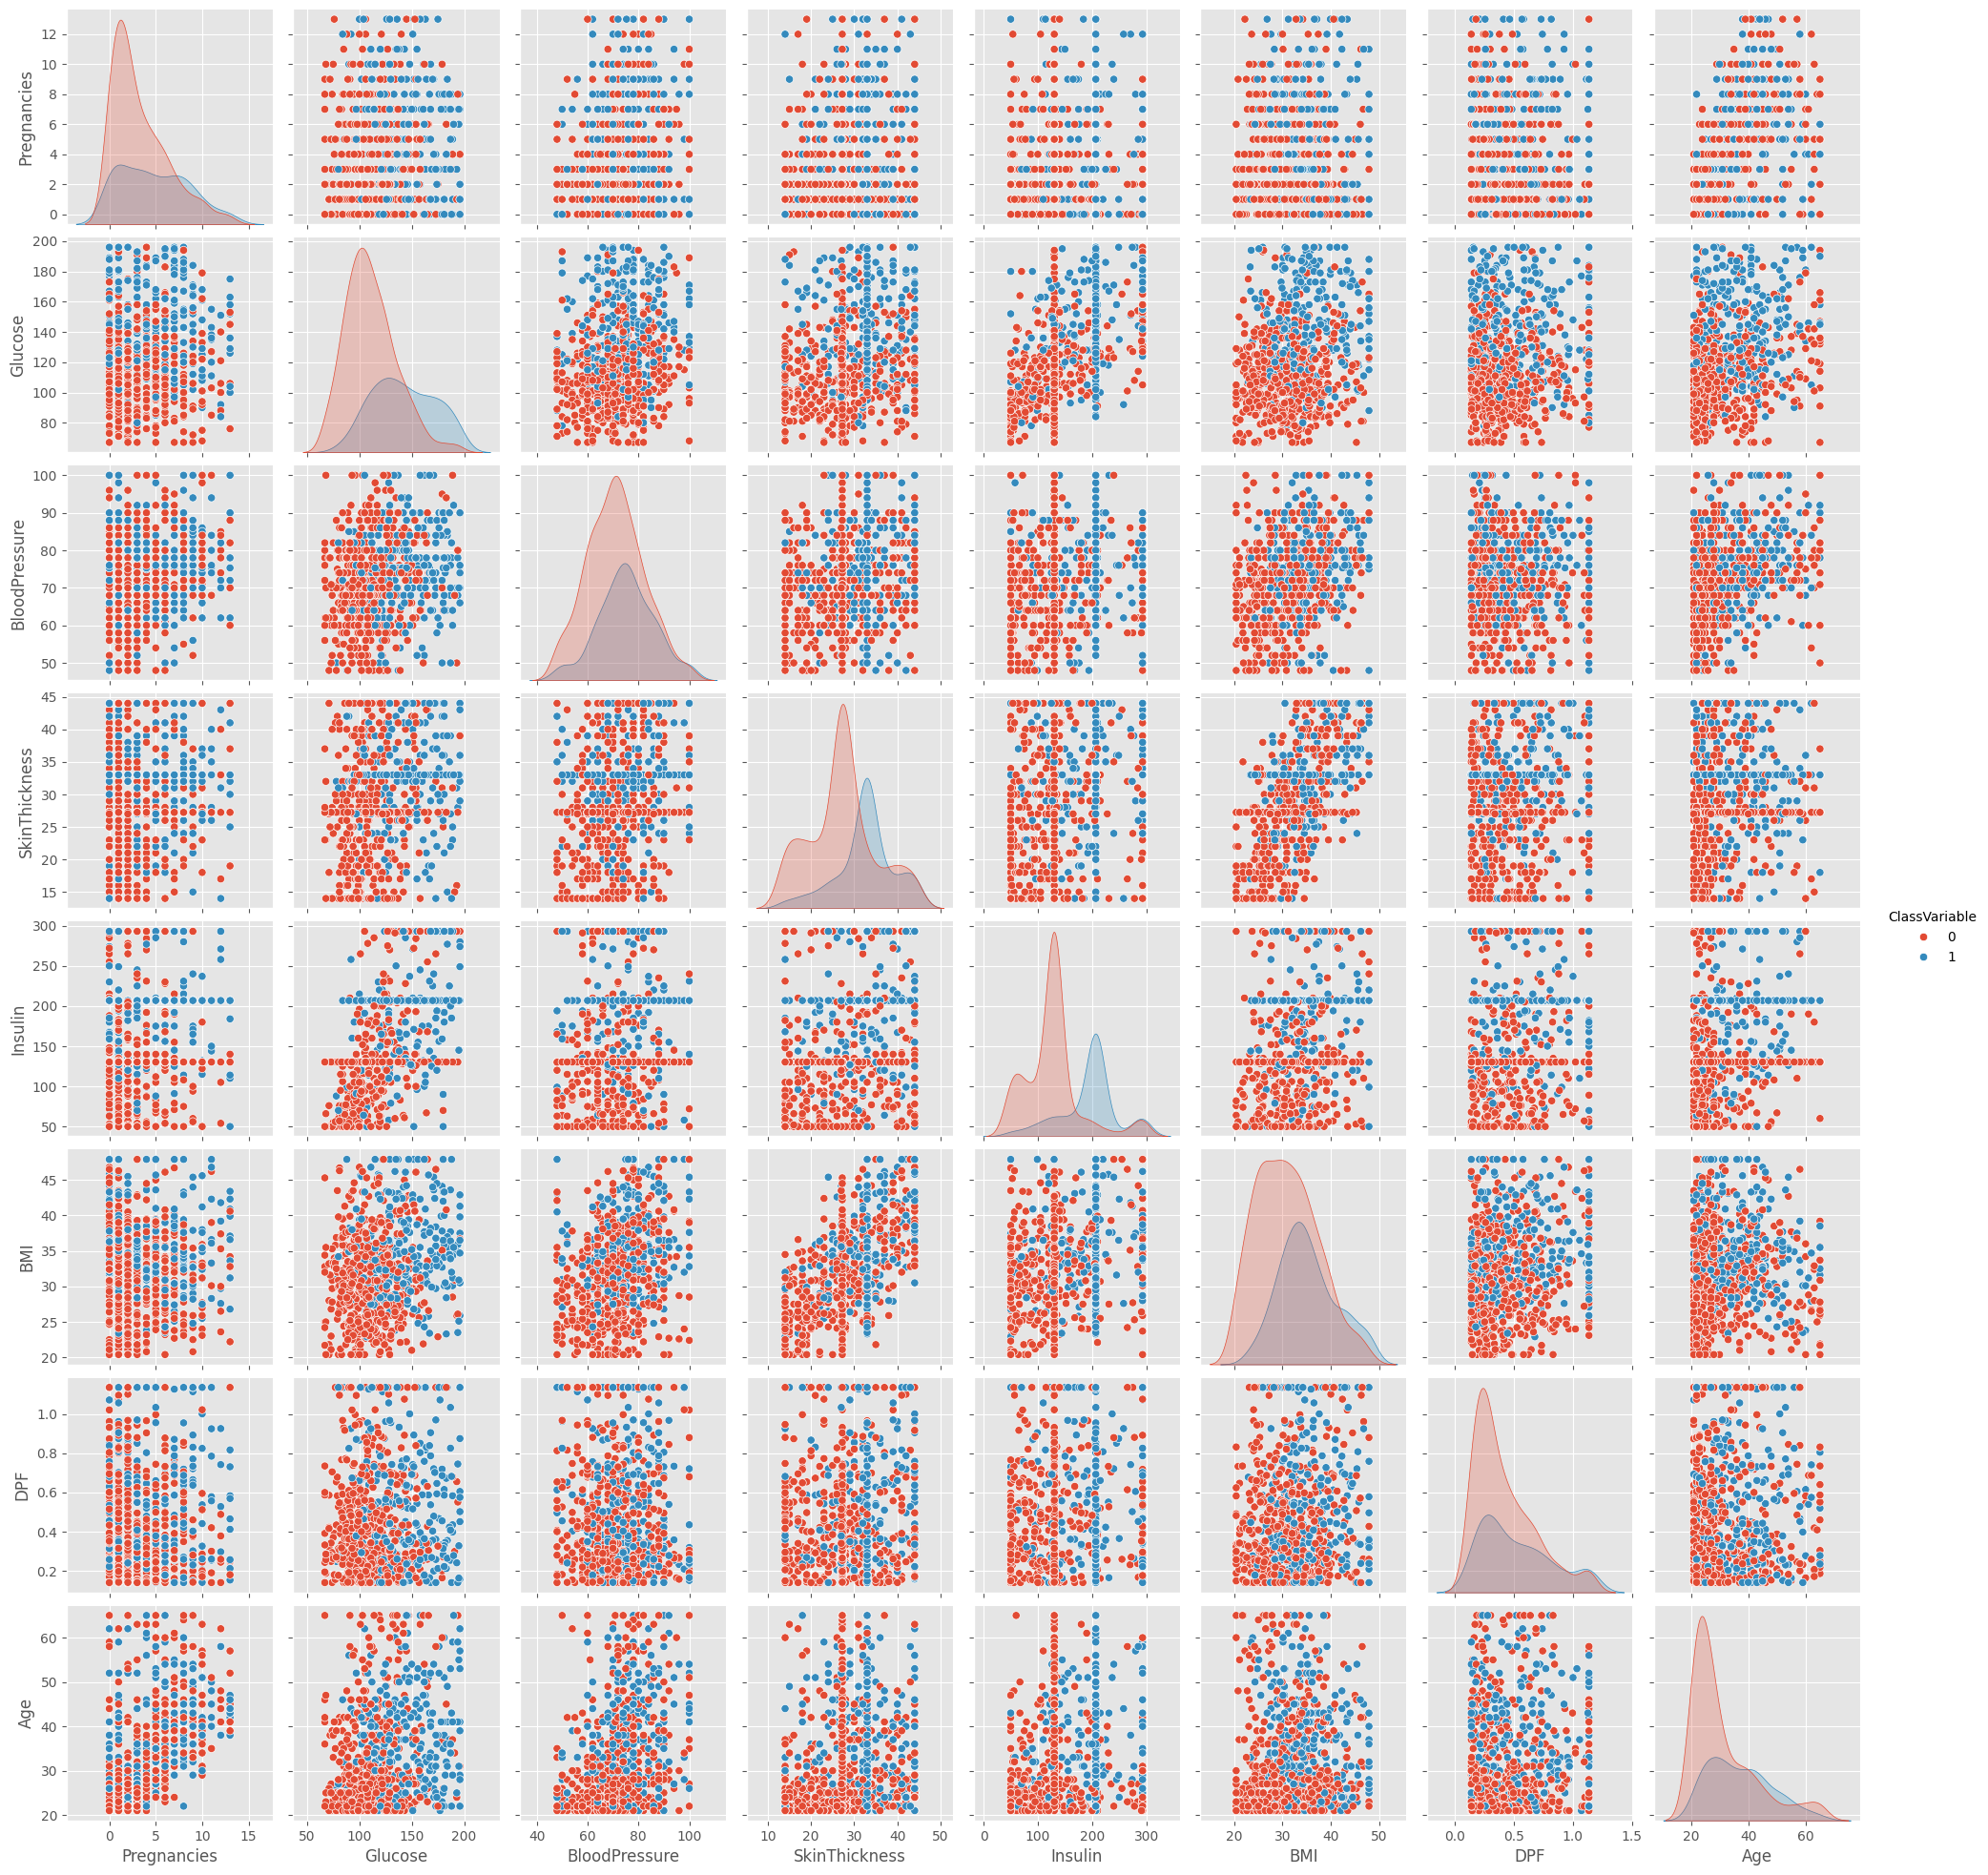 Pregnancies
12
10
8
6
4
2
0
Glucose
200
180
160
140
120
100
80
BloodPressure
100
90
80
70
60
50
SkinThickness
45
40
35
30
25
20
15
Insulin
300
250
200
150
100
50
ClassVariable
0
1
BMI
45
40
35
30
25
20
DPF
1.0
0.8
0.6
0.4
0.2
Age
60
50
40
30
20
0 5 10 15
50 100 150 200
40 60 80 100
10 20 30 40 50
0 100 200 300
20 30 40 50
0.0 0.5 1.0 1.5
20 40 60
Pregnancies Glucose BloodPressure SkinThickness Insulin BMI DPF Age